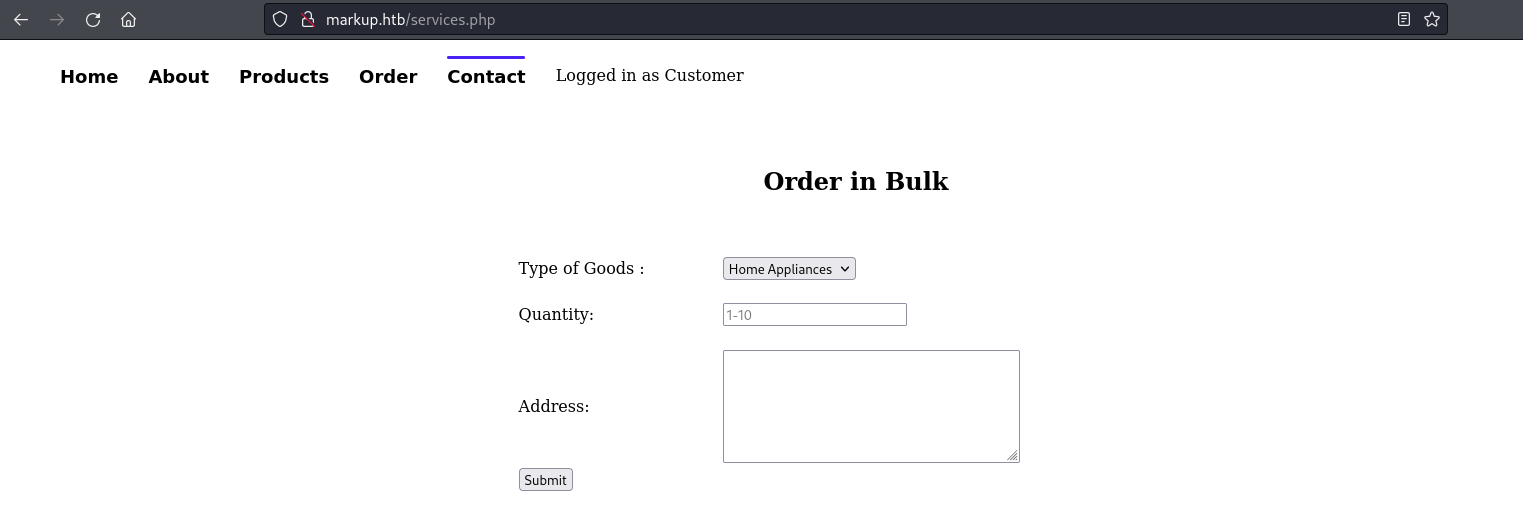 markup.htb/services.php
Home About Products Order Contact Logged in as Customer
Order in Bulk
Type of Goods : Home Appliances
Quantity: 1-10
Address:
Submit